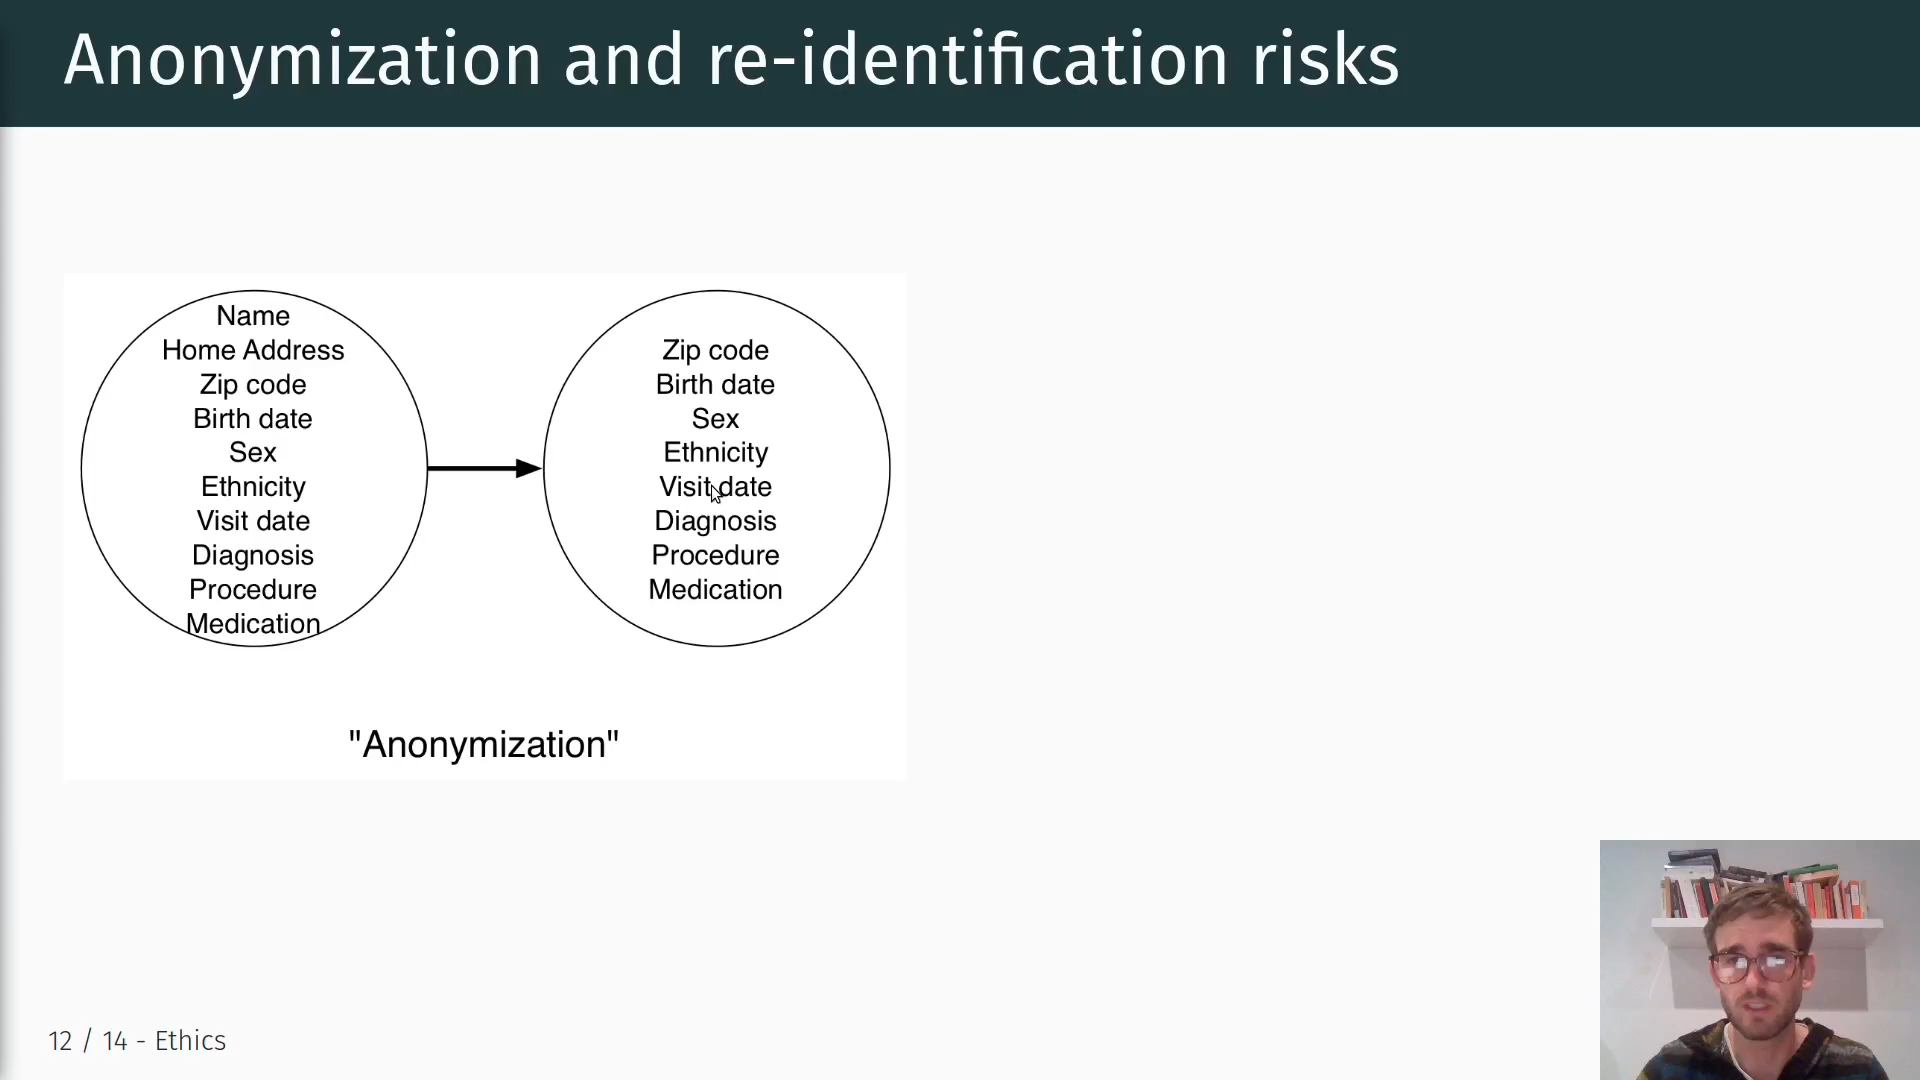 Anonymization and re-identification risks
Name
Home Address
Zip code
Birth date
Sex
Ethnicity
Visit date
Diagnosis
Procedure
Medication
Zip code
Birth date
Sex
Ethnicity
Visit date
Diagnosis
Procedure
Medication
"Anonymization"
12 / 14 - Ethics